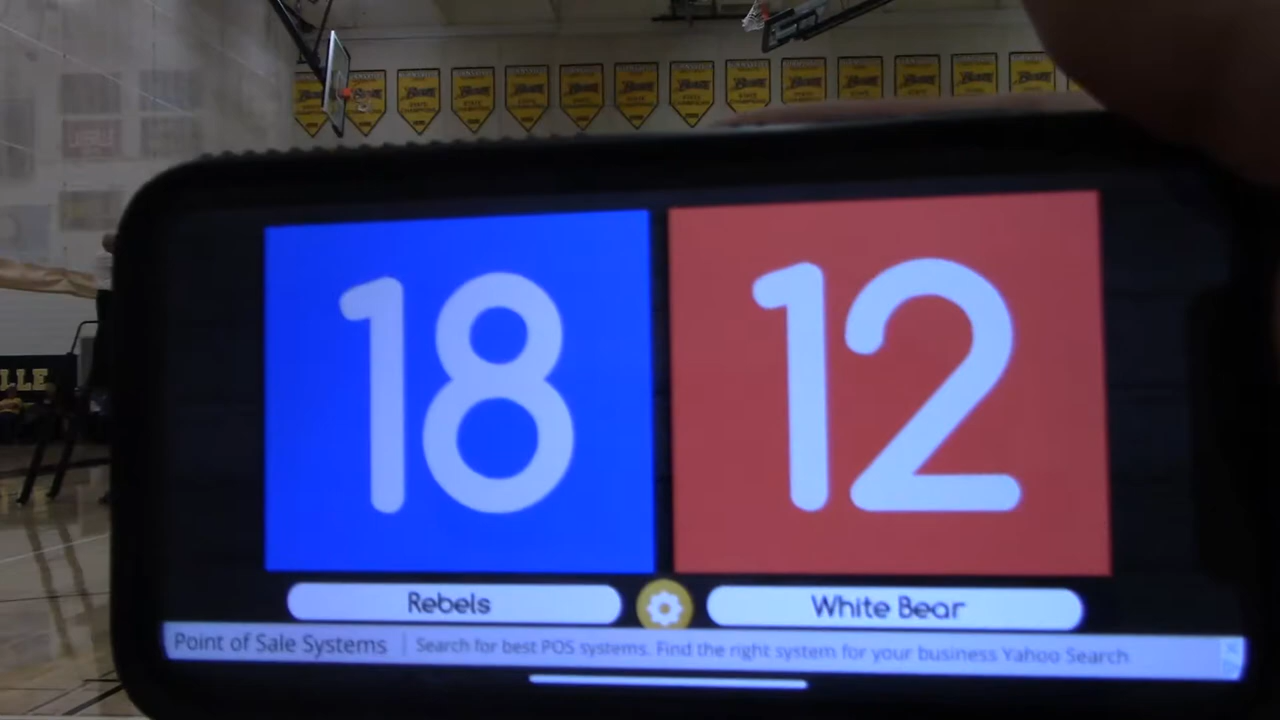 LLE
18
12
Rebels
White Bear
Point of Sale Systems
Search for best POS systems. Find the right system for your business Yahoo Search